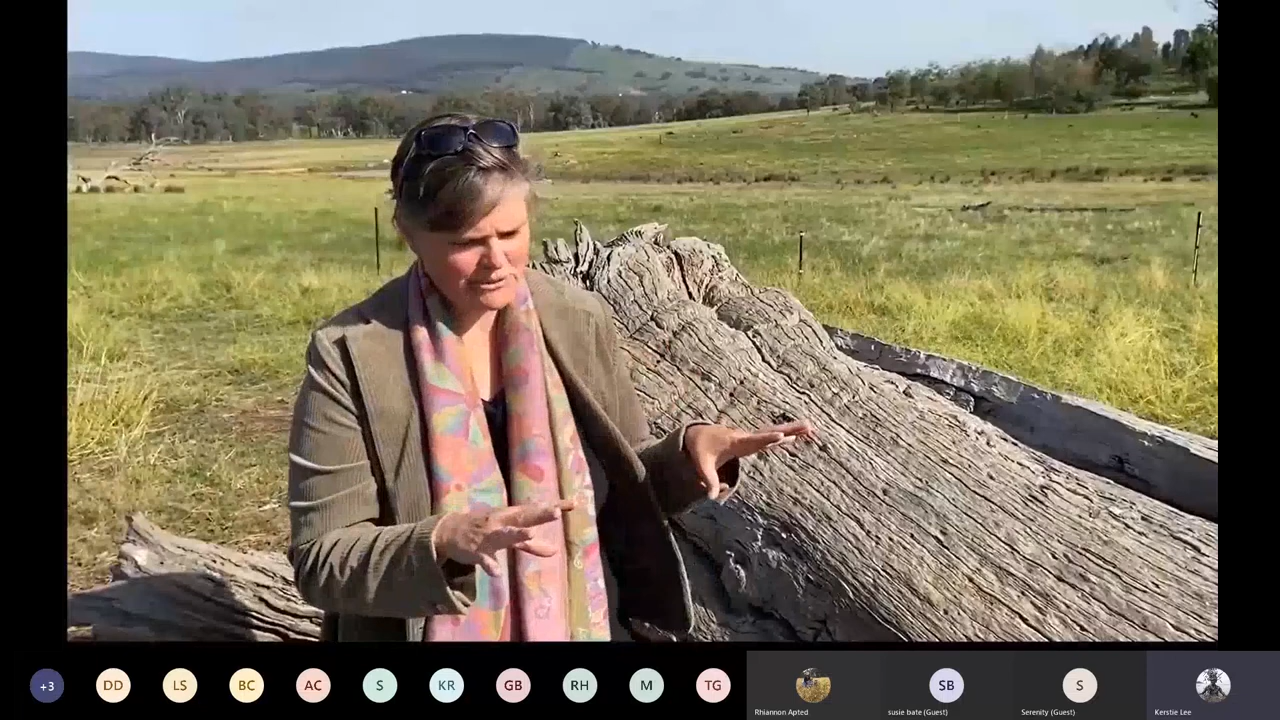 +3 DD LS BC AC S KR GB RH M TG SB S
Rhiannon Apted susie bate (Guest) Serenity (Guest) Kerstie Lee